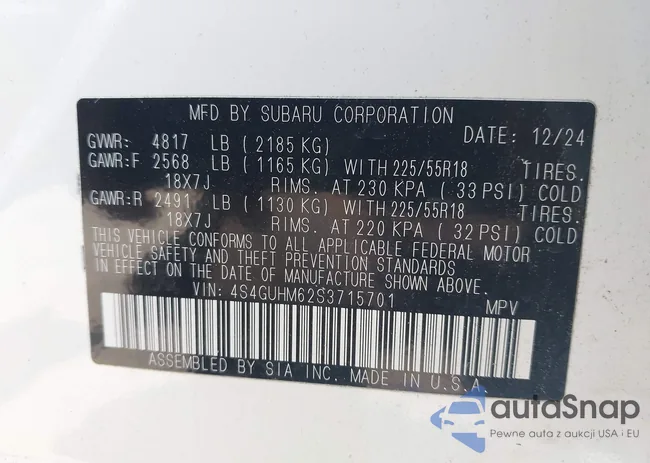 MFD BY SUBARU CORPORATION
DATE: 12/24
GVWR: 4817 LB (2185 KG)
GAWR:F 2568 LB (1165 KG) WITH 225/55R18 TIRES.
18X7J RIMS. AT 230 KPA (33 PSI) COLD
GAWR:R 2491 LB (1130 KG) WITH 225/55R18 TIRES.
18X7J RIMS. AT 220 KPA (32 PSI) COLD
THIS VEHICLE CONFORMS TO ALL APPLICABLE FEDERAL MOTOR
VEHICLE SAFETY AND THEFT PREVENTION STANDARDS
IN EFFECT ON THE DATE OF MANUFACTURE SHOWN ABOVE.
VIN: 4S4GUHM62S3715701 MPV
ASSEMBLED BY SIA INC. MADE IN U.S.A.
autaSnap
Pewne auta z aukcji USA i EU